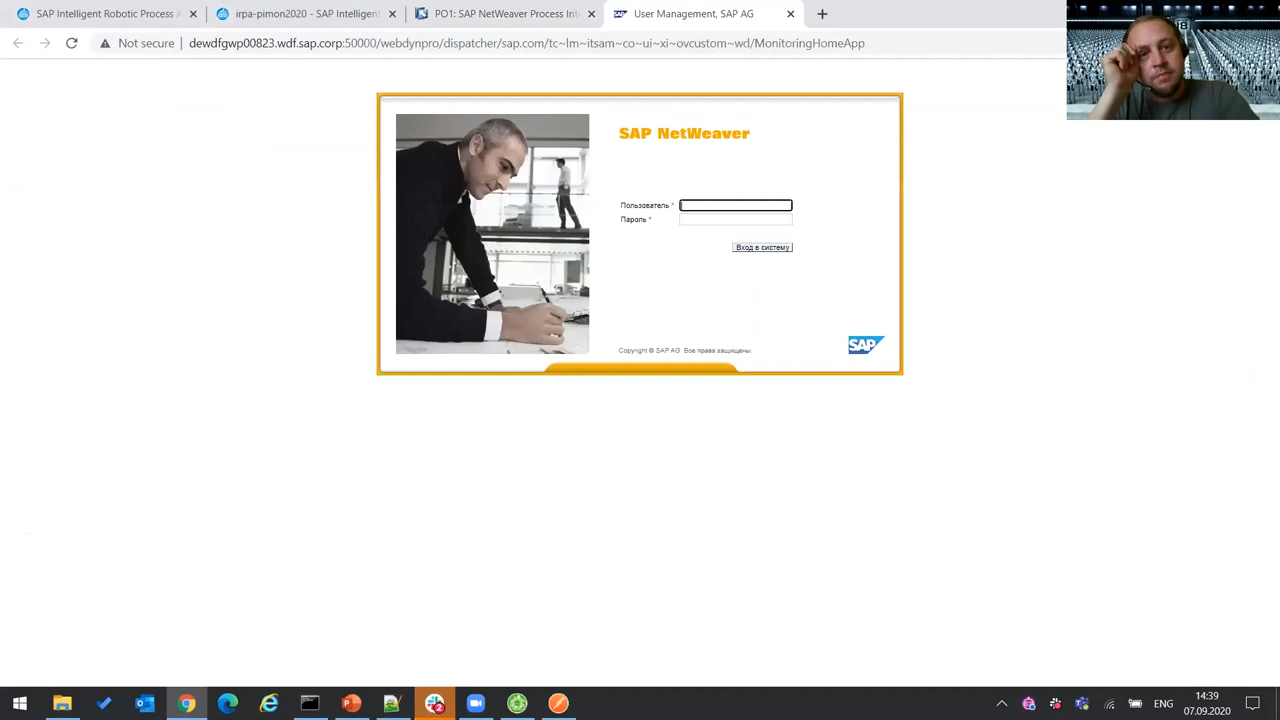 SAP Intelligent Robotic Process A
irpa-mission2020 - SAP Intelli
PO1: SAP NetWeaver Process Int
User Management, SAP AG
Not secure
dewdfgwp00823.wdf.sap.corp:50000/webdynpro/dispatcher/sap.com/tc~lm~itsam~co~ui~xi~ovcustom~wd/MonitoringHomeApp
SAP NetWeaver
Пользователь *
Пароль *
Вход в систему
Copyright © SAP AG Все права защищены.
SAP
ENG
14:39
07.09.2020